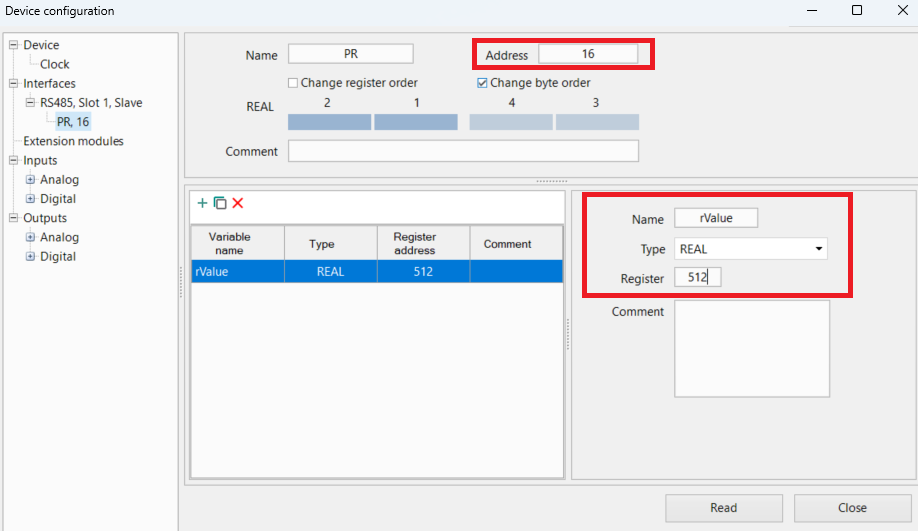 Device configuration
Device
Clock
Interfaces
RS485, Slot 1, Slave
PR, 16
Extension modules
Inputs
Analog
Digital
Outputs
Analog
Digital
Name PR Address 16
Change register order Change byte order
REAL 2 1 4 3
Comment
Variable name Type Register address Comment
rValue REAL 512
Name rValue
Type REAL
Register 512
Comment
Read Close